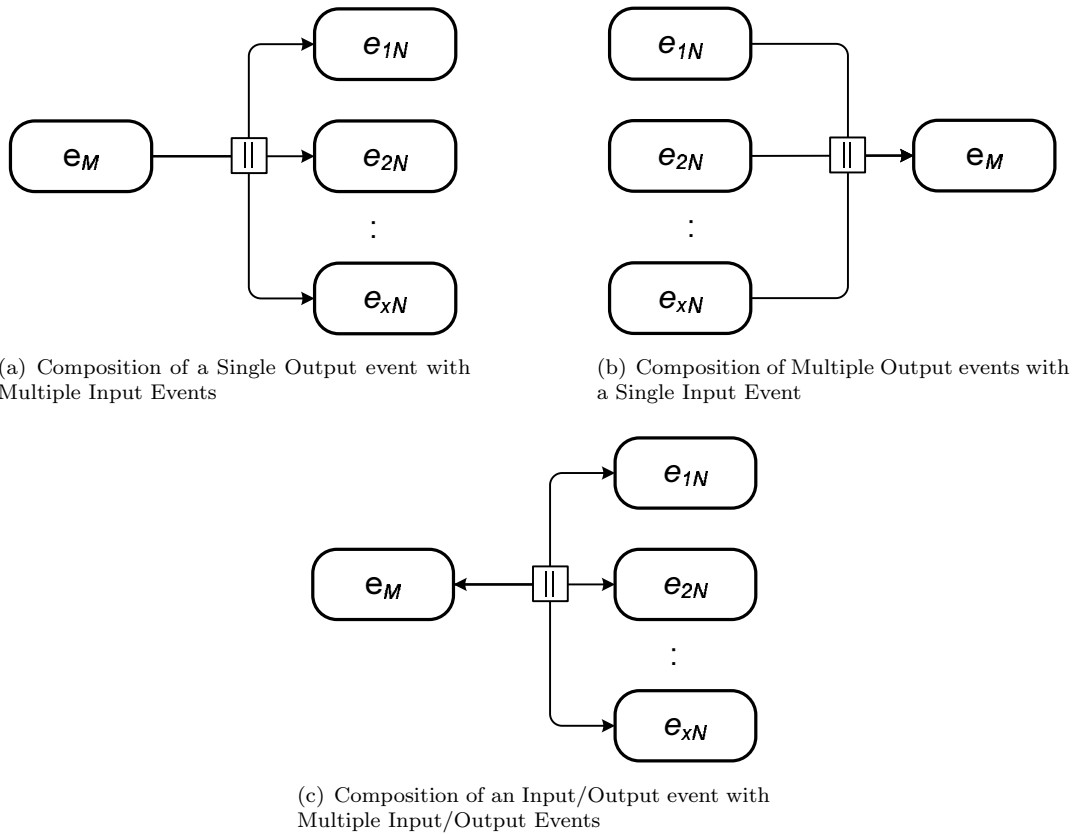 e1N
eM
||
e2N
:
exN
(a) Composition of a Single Output event with
Multiple Input Events
e1N
e2N
||
eM
:
exN
(b) Composition of Multiple Output events with
a Single Input Event
e1N
eM
||
e2N
:
exN
(c) Composition of an Input/Output event with
Multiple Input/Output Events